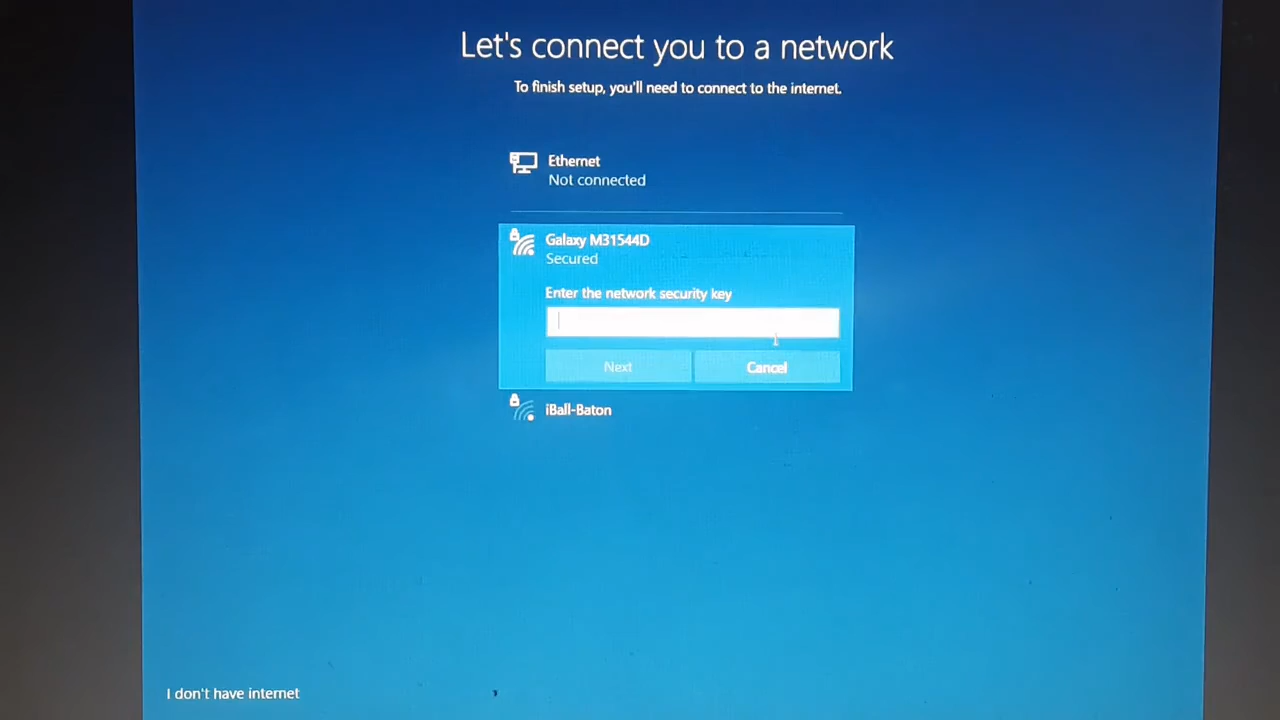 Let's connect you to a network
To finish setup, you'll need to connect to the internet.
Ethernet
Not connected
Galaxy M31544D
Secured
Enter the network security key
Next
Cancel
iBall-Baton
I don't have internet